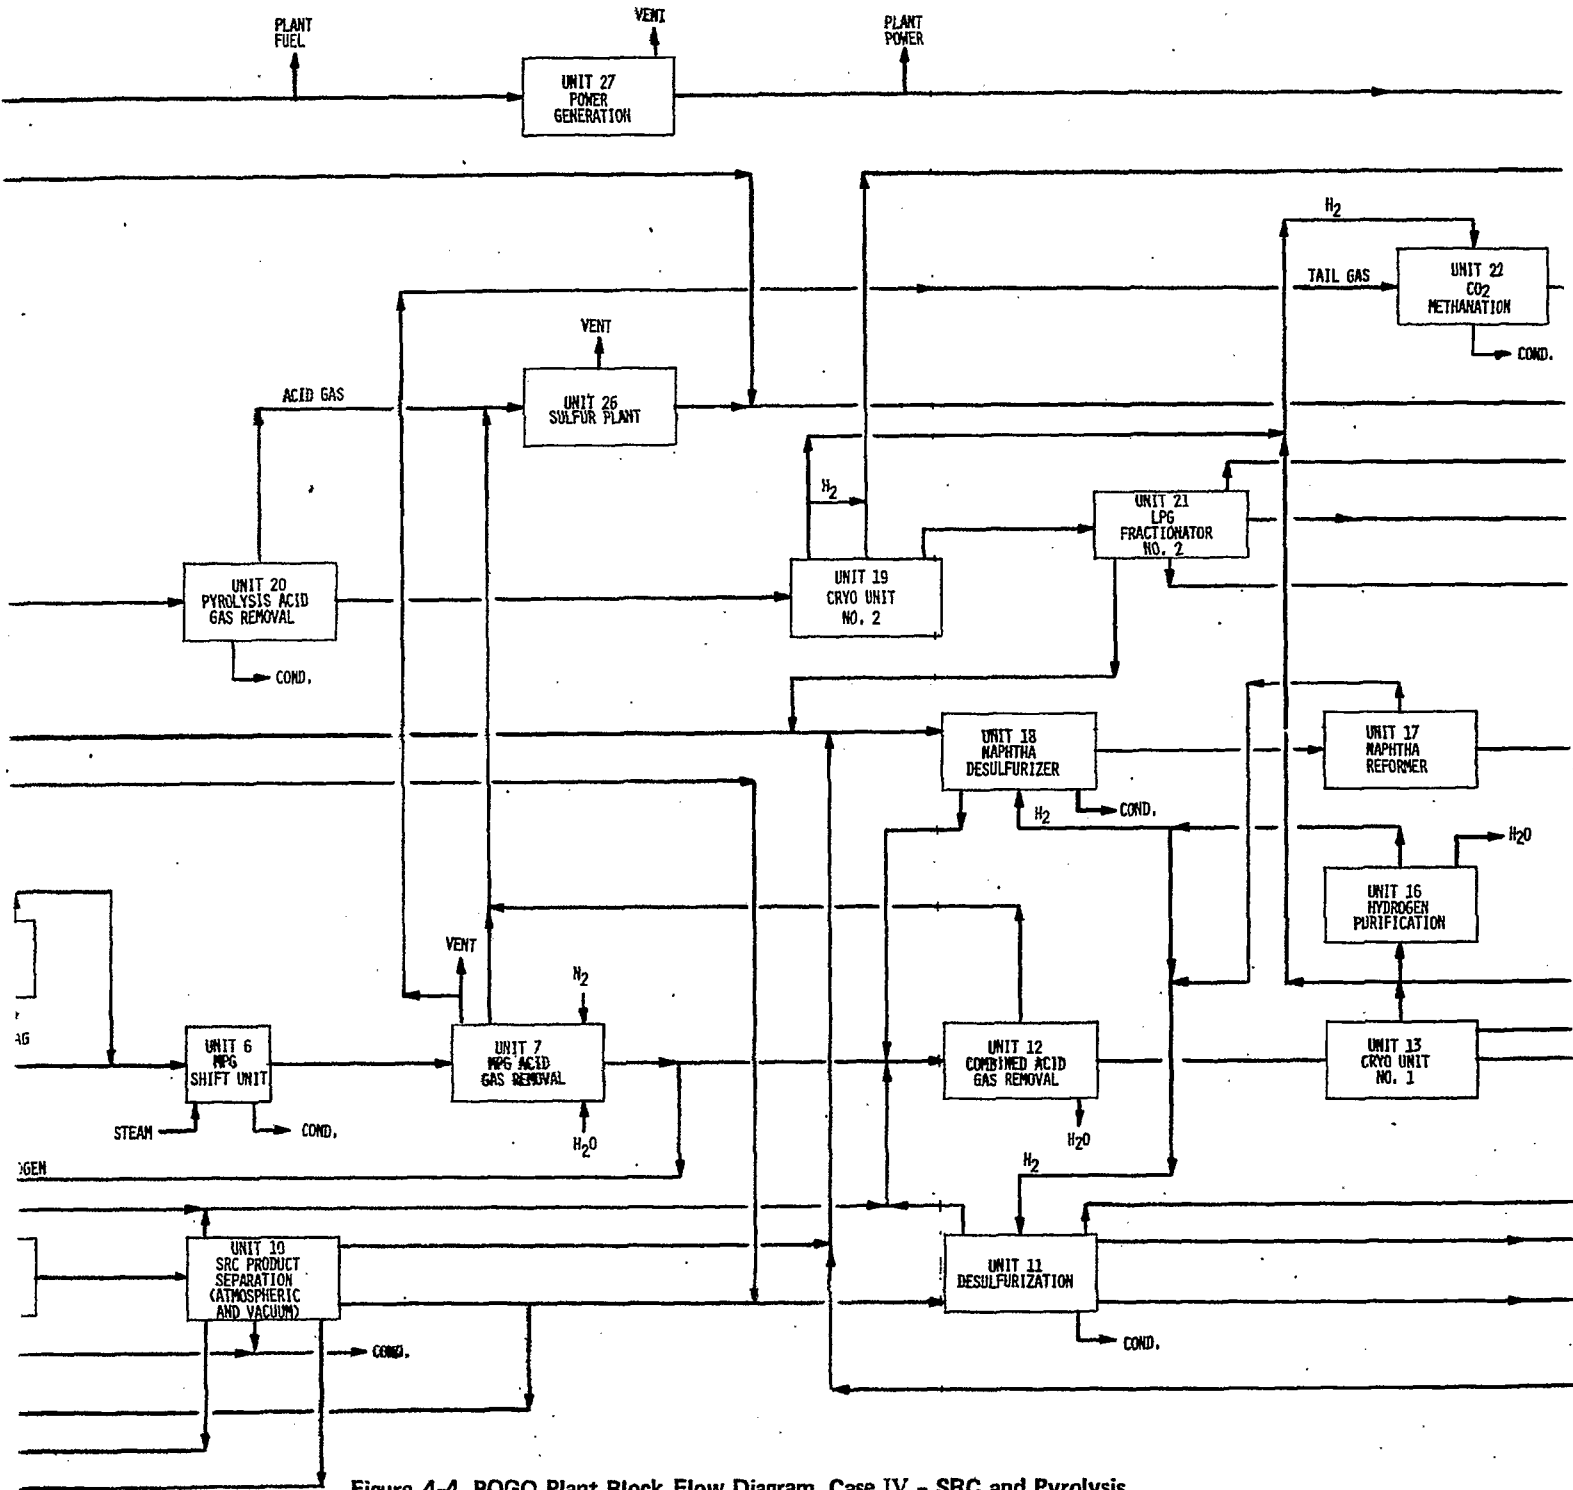 PLANT
FUEL
VENT
PLANT
POWER
UNIT 27
POWER
GENERATION
H2
UNIT 22
CO2
METHANATION
TAIL GAS
COND.
VENT
ACID GAS
UNIT 26
SULFUR PLANT
H2
UNIT 21
LPG
FRACTIONATOR
NO. 2
UNIT 20
PYROLYSIS ACID
GAS REMOVAL
COND.
UNIT 19
CRYO UNIT
NO. 2
UNIT 18
NAPHTHA
DESULFURIZER
UNIT 17
NAPHTHA
REFORMER
H2
COND.
H2O
UNIT 16
HYDROGEN
PURIFICATION
VENT
N2
AG
UNIT 6
MPG
SHIFT UNIT
STEAM
COND.
UNIT 7
MPG ACID
GAS REMOVAL
H2O
UNIT 12
COMBINED ACID
GAS REMOVAL
H2O
UNIT 13
CRYO UNIT
NO. 1
OGEN
H2
UNIT 10
SRC PRODUCT
SEPARATION
(ATMOSPHERIC
AND VACUUM)
COND.
UNIT 11
DESULFURIZATION
COND.
Figure 4-4 POGO Plant Block Flow Diagram, Case IV - SRC and Pyrolysis